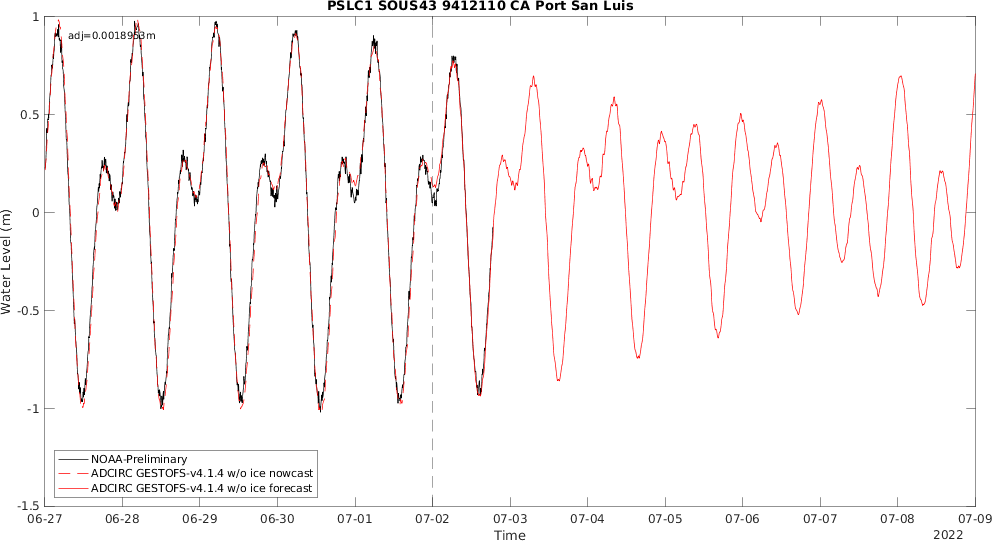 PSLC1 SOUS43 9412110 CA Port San Luis
adj=0.0018953m
Water Level (m)
1
0.5
0
-0.5
-1
-1.5
NOAA-Preliminary
ADCIRC GESTOFS-v4.1.4 w/o ice nowcast
ADCIRC GESTOFS-v4.1.4 w/o ice forecast
06-27 06-28 06-29 06-30 07-01 07-02 07-03 07-04 07-05 07-06 07-07 07-08 07-09
Time
2022